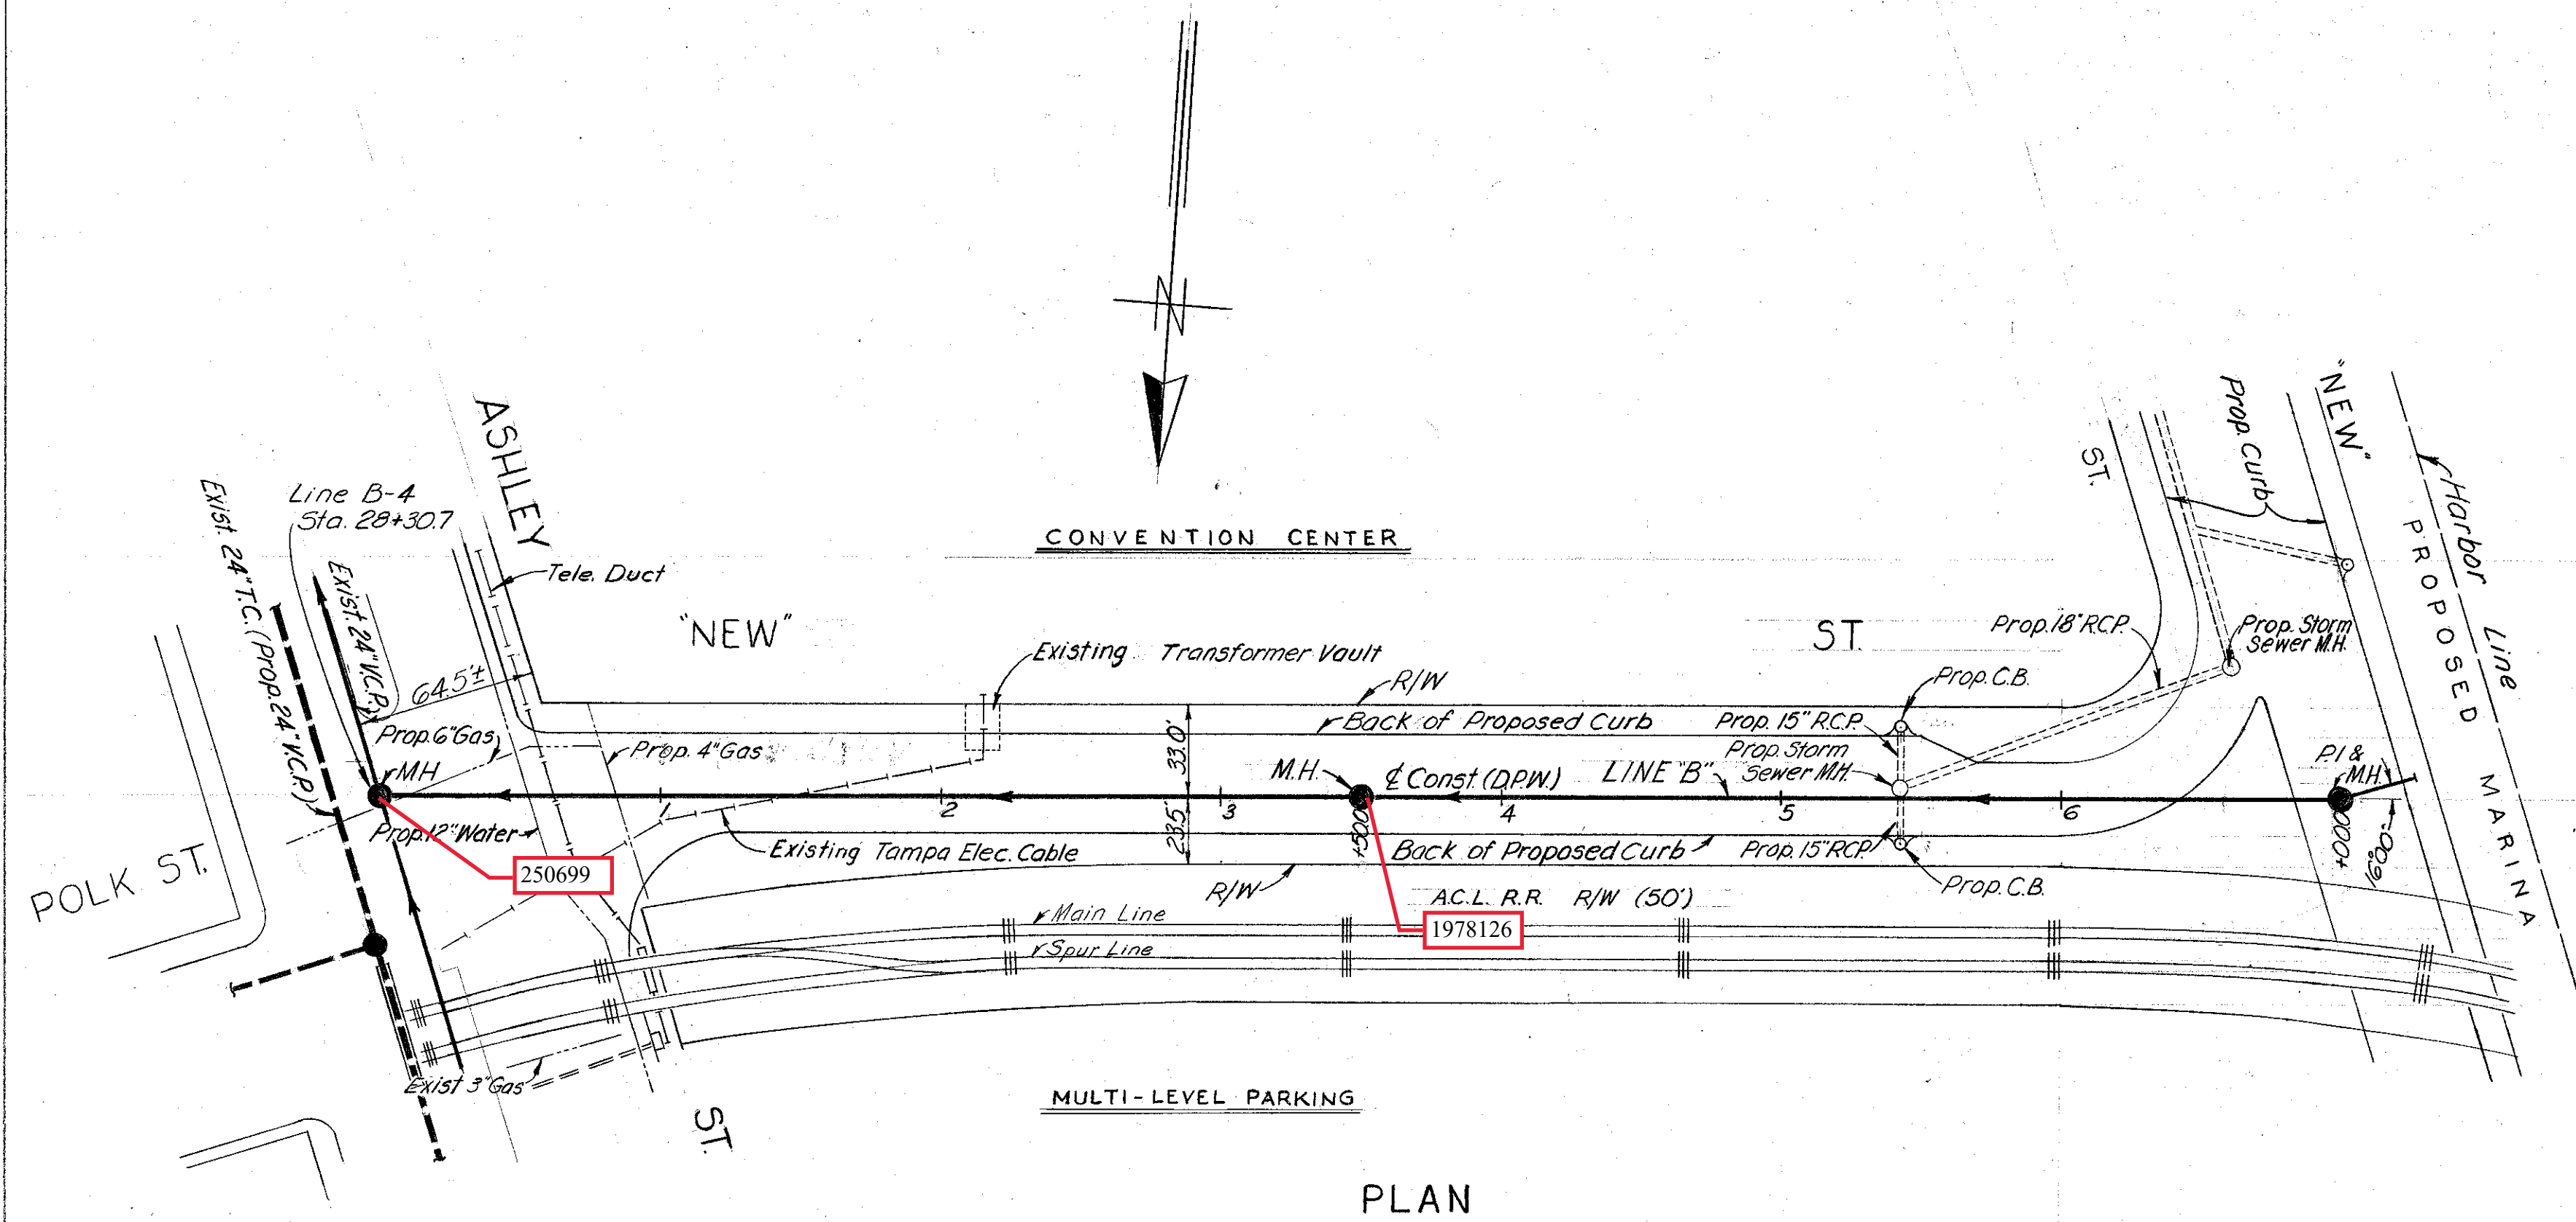 N
CONVENTION CENTER
ASHLEY
Line B-4
Sta. 28+30.7
Exist. 24" T.C. (Prop. 24" V.C.P.)
Exist. 24" V.C.P.
64.5'±
Tele. Duct
"NEW"
Existing Transformer Vault
R/W
Back of Proposed Curb
Prop. 15" R.C.P.
Prop. Storm
Sewer M.H.
Prop. C.B.
ST.
Prop. 18" R.C.P.
Prop. Storm
Sewer M.H.
ST.
Prop. Curb
"NEW"
Harbor Line
PROPOSED MARINA
Prop. 6" Gas
Prop. 4" Gas
M.H.
33.0'
M.H.
℄ Const. (D.P.W.)
LINE "B"
P.I. &
M.H.
1
2
3
4
5
6
Prop. 12" Water
Existing Tampa Elec. Cable
23.5'
Back of Proposed Curb
Prop. 15" RCP.
Prop. C.B.
16°00'
POLK ST.
250699
R/W
A.C.L. R.R. R/W (50')
1978126
Main Line
Spur Line
Exist 3" Gas
ST.
MULTI-LEVEL PARKING
PLAN